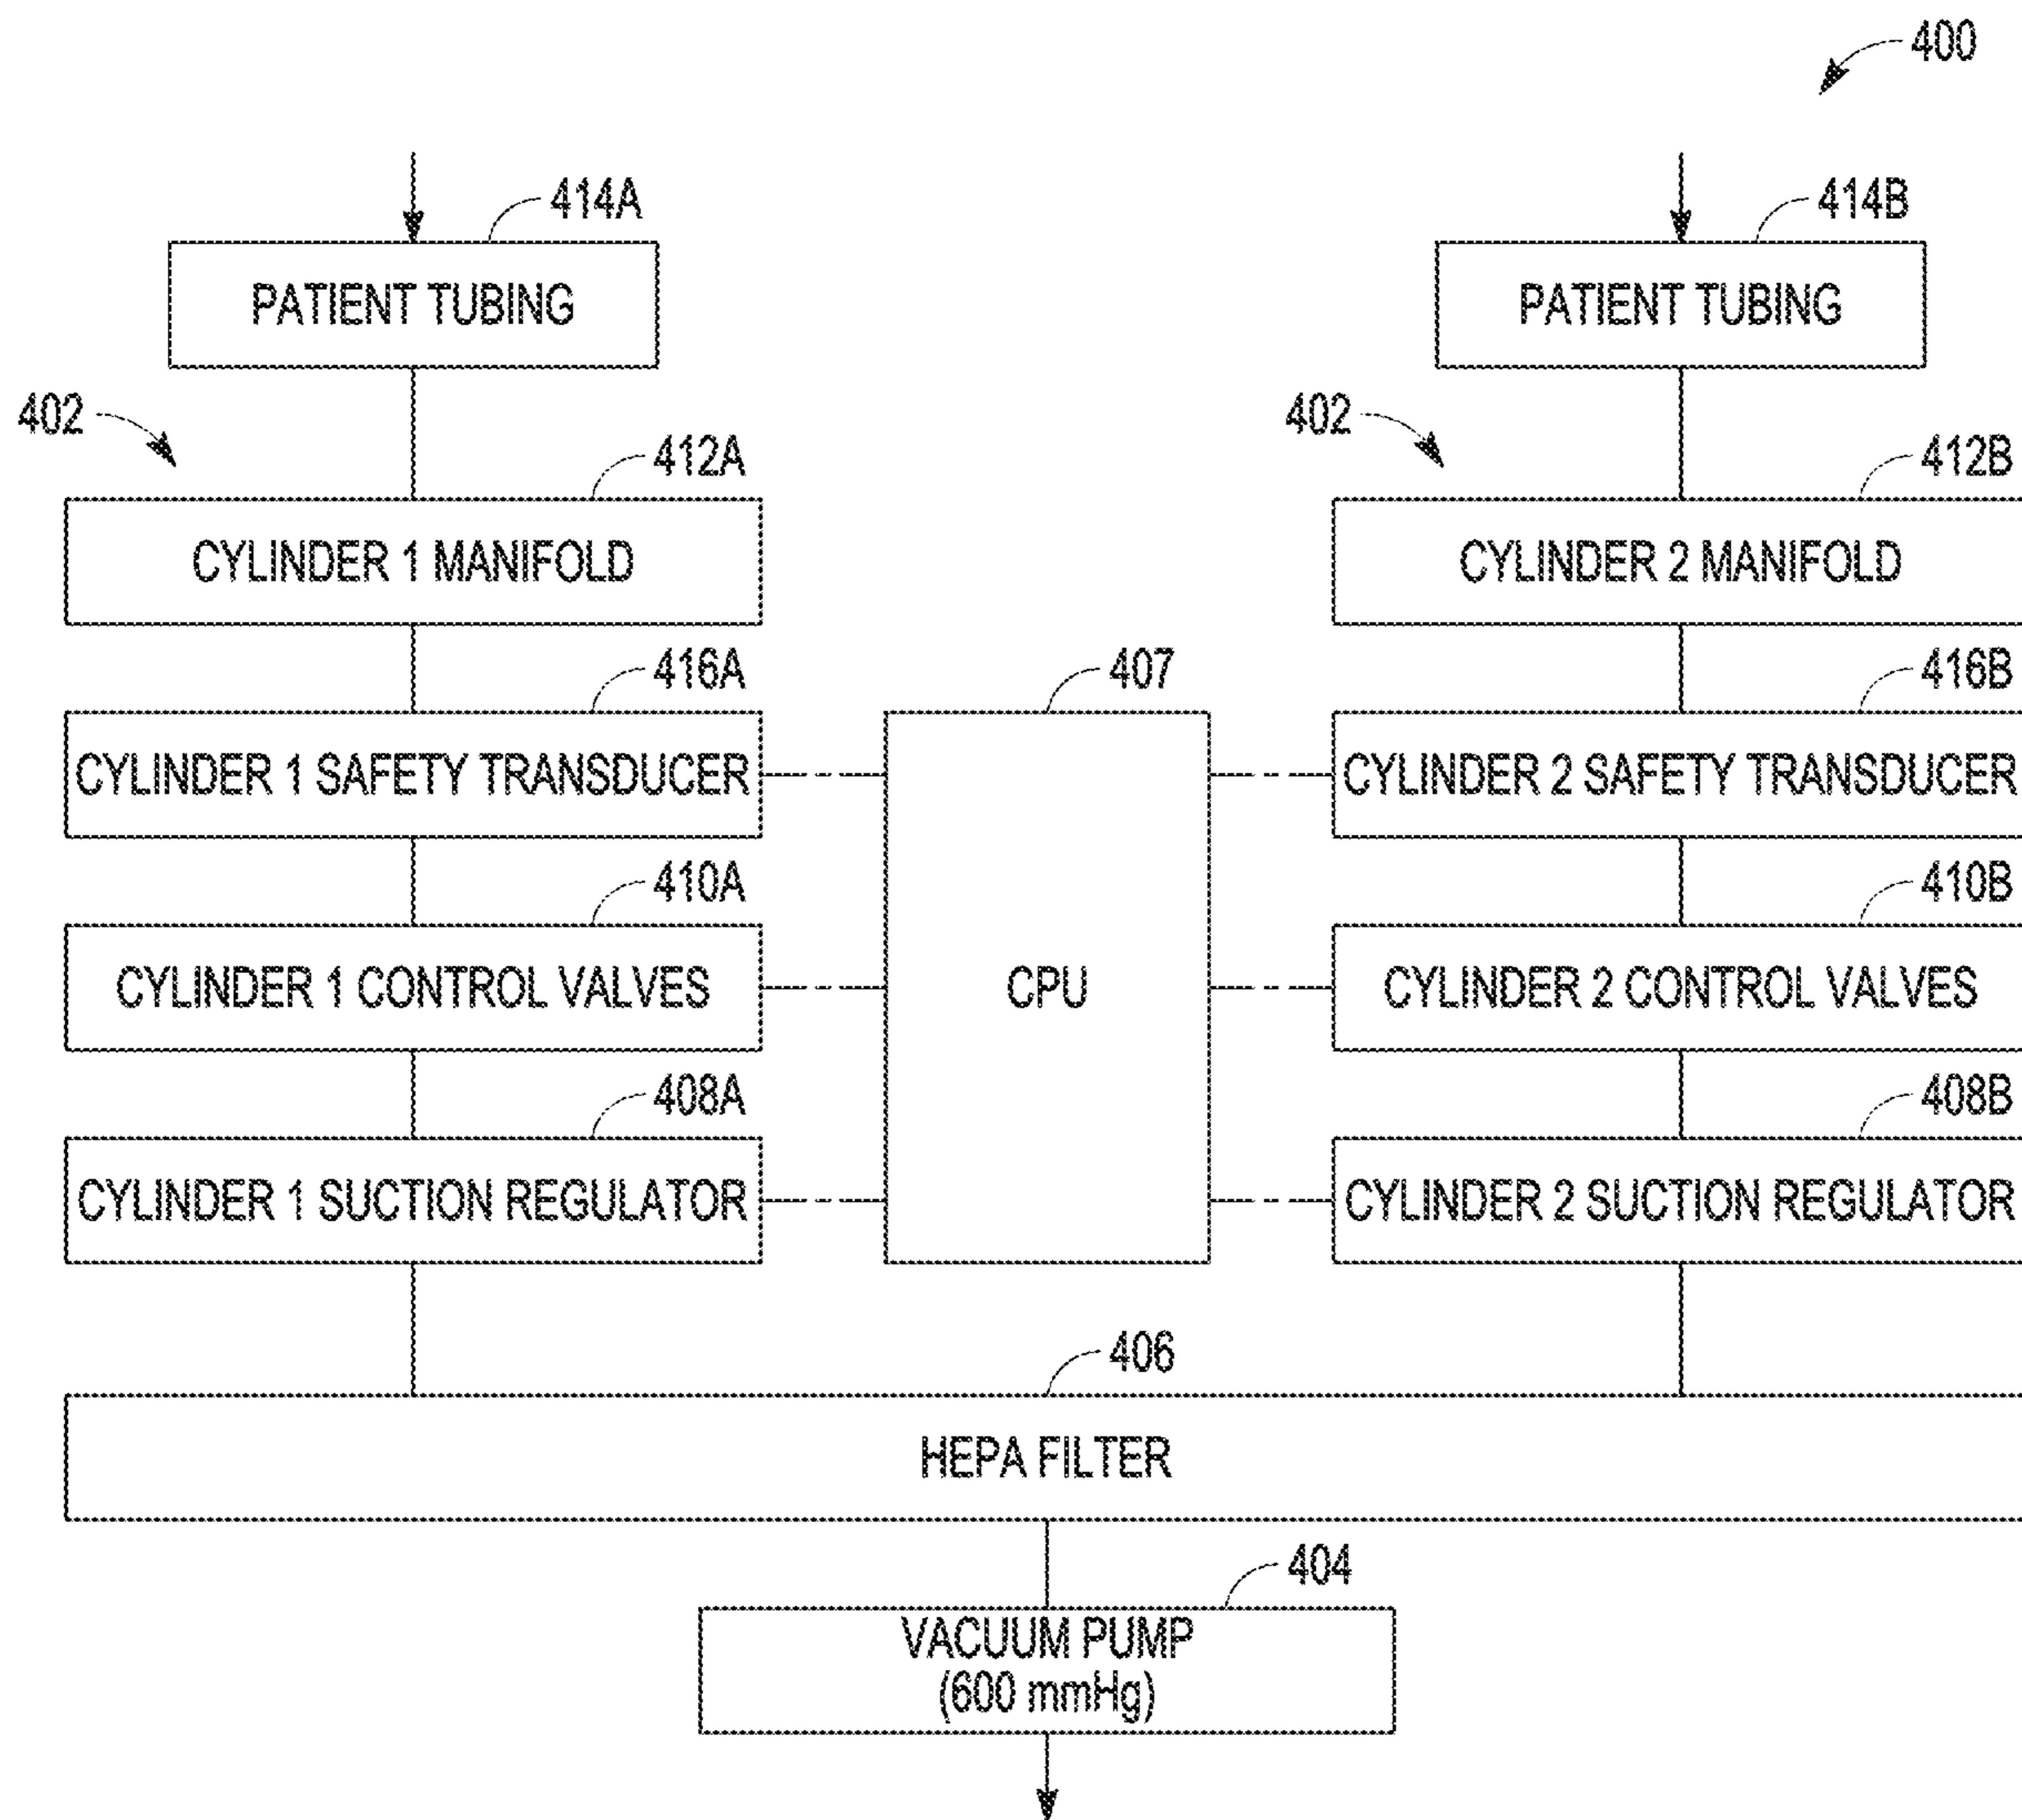 400
414A
414B
PATIENT TUBING
PATIENT TUBING
402
402
412A
412B
CYLINDER 1 MANIFOLD
CYLINDER 2 MANIFOLD
416A
407
416B
CYLINDER 1 SAFETY TRANSDUCER
CYLINDER 2 SAFETY TRANSDUCER
410A
410B
CYLINDER 1 CONTROL VALVES
CPU
CYLINDER 2 CONTROL VALVES
408A
408B
CYLINDER 1 SUCTION REGULATOR
CYLINDER 2 SUCTION REGULATOR
406
HEPA FILTER
404
VACUUM PUMP
(600 mmHg)